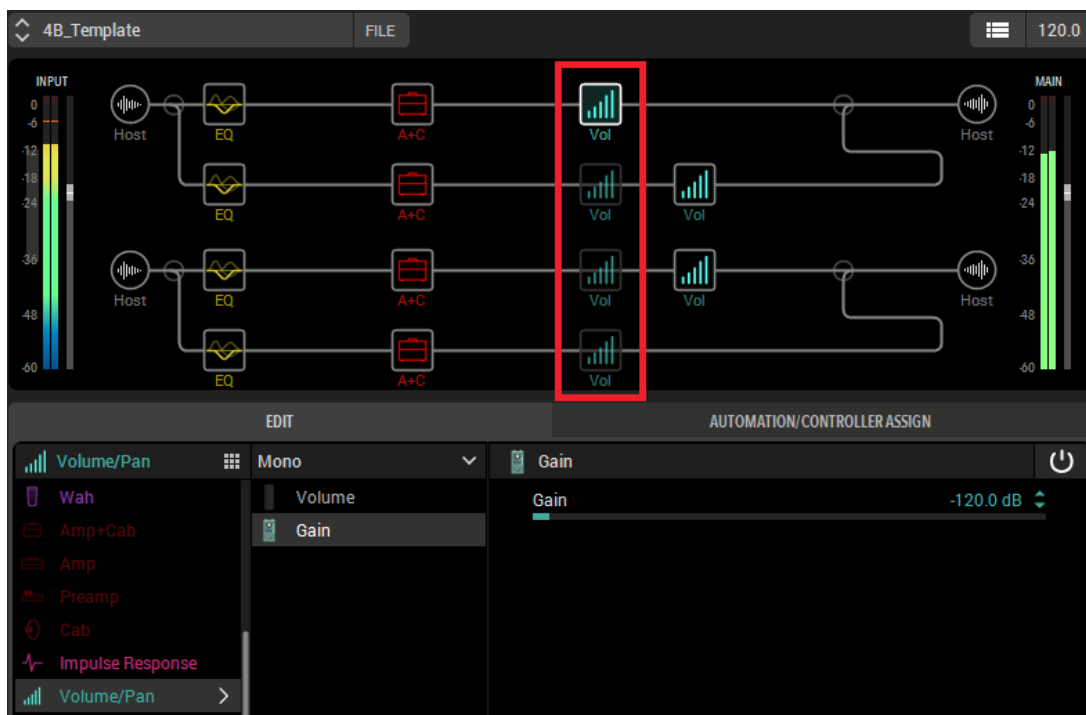 4B_Template
FILE
120.0
INPUT
MAIN
0
-6
-12
-18
-24
-36
-48
-60
0
-6
-12
-18
-24
-36
-48
-60
Host
EQ
A+C
Vol
Host
EQ
A+C
Vol
Vol
Host
EQ
A+C
Vol
Vol
Host
EQ
A+C
Vol
EDIT
AUTOMATION/CONTROLLER ASSIGN
Volume/Pan
Mono
Gain
Wah
Volume
Gain
-120.0 dB
Amp+Cab
Gain
Amp
Preamp
Cab
Impulse Response
Volume/Pan